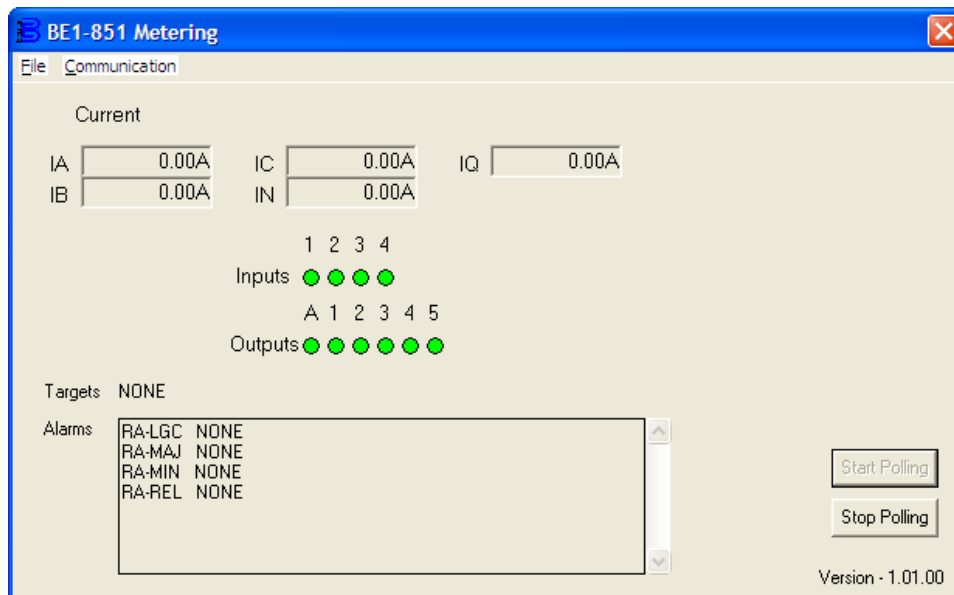 BE1-851 Metering
File Communication
Current
IA 0.00A IC 0.00A IQ 0.00A
IB 0.00A IN 0.00A
1 2 3 4
Inputs
A 1 2 3 4 5
Outputs
Targets NONE
Alarms
RA-LGC NONE
RA-MAJ NONE
RA-MIN NONE
RA-REL NONE
Start Polling
Stop Polling
Version - 1.01.00